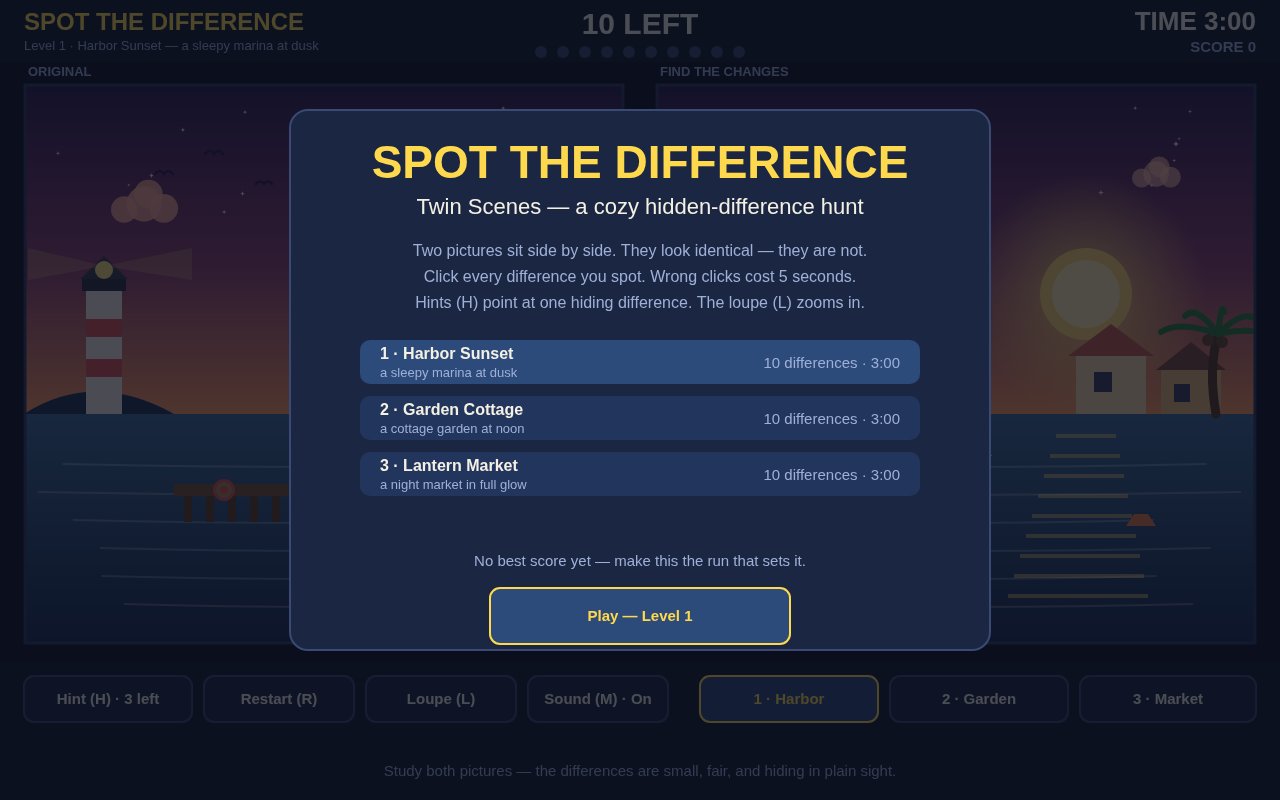 SPOT THE DIFFERENCE
Level 1 · Harbor Sunset — a sleepy marina at dusk
10 LEFT
TIME 3:00
SCORE 0
ORIGINAL
FIND THE CHANGES
SPOT THE DIFFERENCE
Twin Scenes — a cozy hidden-difference hunt
Two pictures sit side by side. They look identical — they are not.
Click every difference you spot. Wrong clicks cost 5 seconds.
Hints (H) point at one hiding difference. The loupe (L) zooms in.
1 · Harbor Sunset
a sleepy marina at dusk
10 differences · 3:00
2 · Garden Cottage
a cottage garden at noon
10 differences · 3:00
3 · Lantern Market
a night market in full glow
10 differences · 3:00
No best score yet — make this the run that sets it.
Play — Level 1
Hint (H) · 3 left
Restart (R)
Loupe (L)
Sound (M) · On
1 · Harbor
2 · Garden
3 · Market
Study both pictures — the differences are small, fair, and hiding in plain sight.